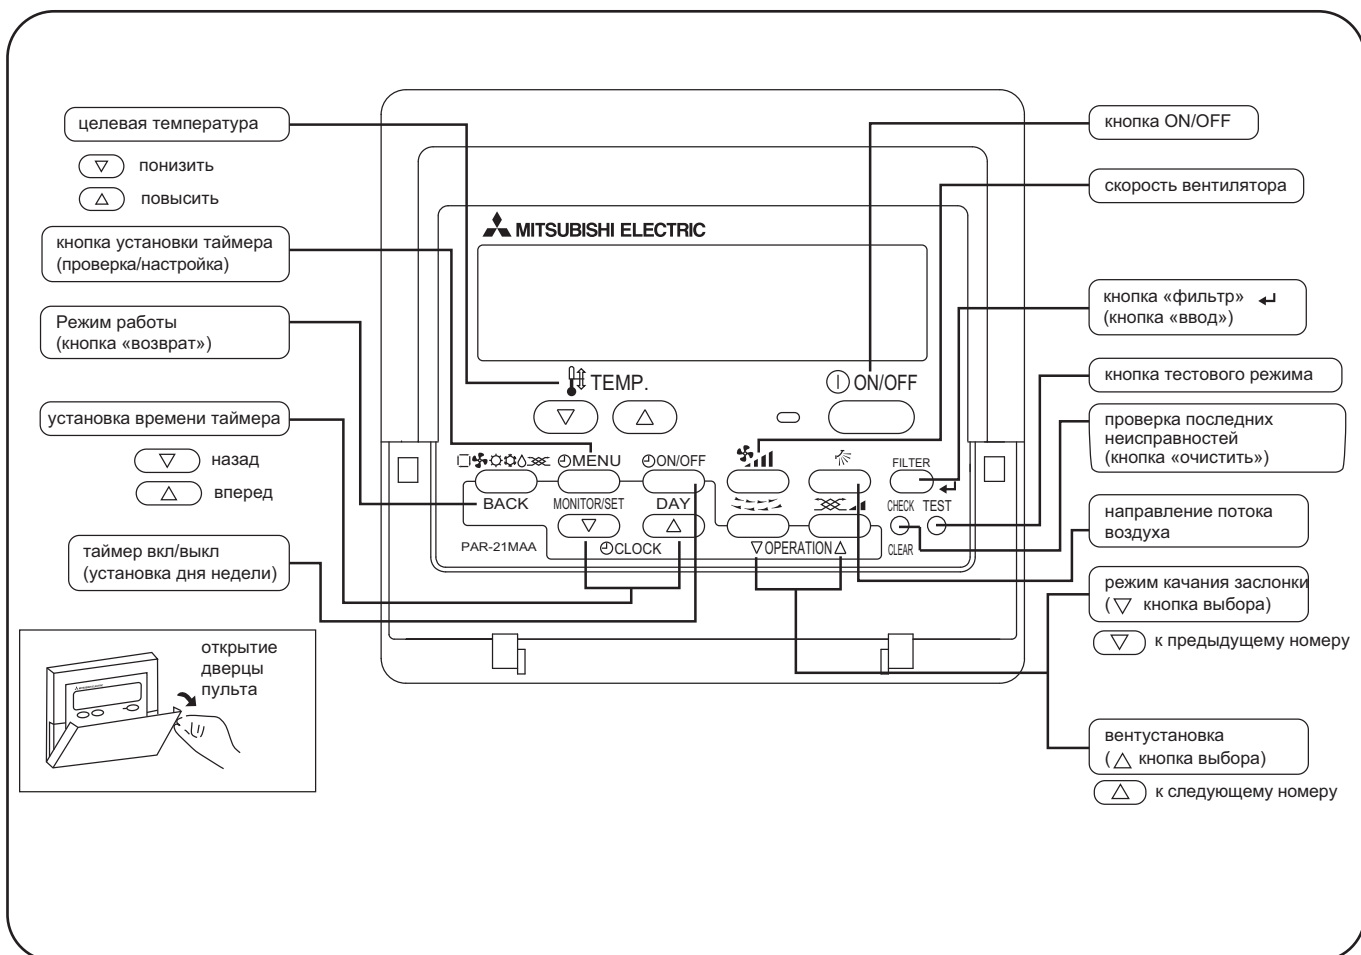 целевая температура
▽ понизить
△ повысить
кнопка установки таймера
(проверка/настройка)
Режим работы
(кнопка «возврат»)
установка времени таймера
▽ назад
△ вперед
таймер вкл/выкл
(установка дня недели)
открытие
дверцы
пульта
MITSUBISHI ELECTRIC
TEMP.
ON/OFF
▽ △
MENU
ON/OFF
FILTER
BACK
MONITOR/SET
DAY
CHECK TEST
▽ △
PAR-21MAA
CLOCK
▽ OPERATION △
CLEAR
кнопка ON/OFF
скорость вентилятора
кнопка «фильтр» ↵
(кнопка «ввод»)
кнопка тестового режима
проверка последних
неисправностей
(кнопка «очистить»)
направление потока
воздуха
режим качания заслонки
(▽ кнопка выбора)
▽ к предыдущему номеру
вентустановка
(△ кнопка выбора)
△ к следующему номеру